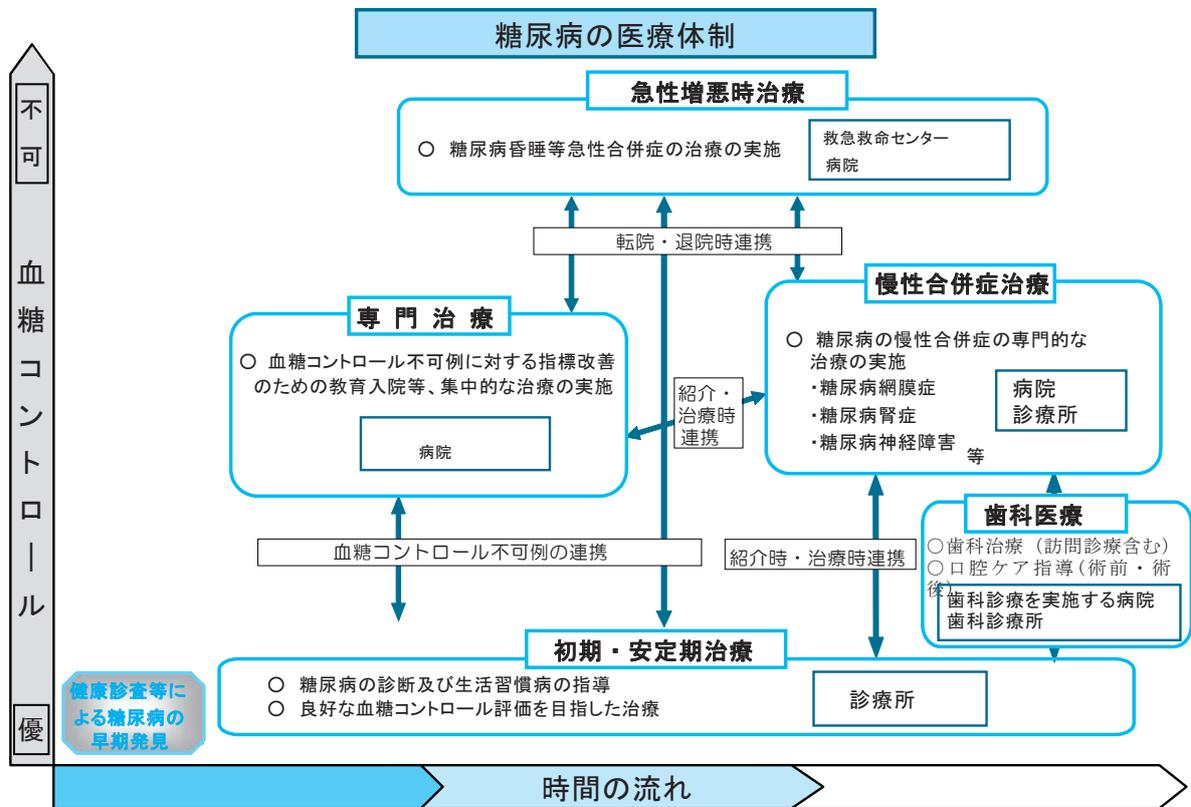 糖尿病の医療体制
不可
血糖コントロール
優
急性増悪時治療
○ 糖尿病昏睡等急性合併症の治療の実施
救急救命センター
病院
転院・退院時連携
専門治療
○ 血糖コントロール不可例に対する指標改善
のための教育入院等、集中的な治療の実施
病院
紹介・
治療時
連携
慢性合併症治療
○ 糖尿病の慢性合併症の専門的な
治療の実施
・糖尿病網膜症
・糖尿病腎症
・糖尿病神経障害
等
病院
診療所
血糖コントロール不可例の連携
紹介時・治療時連携
歯科医療
○歯科治療（訪問診療含む）
○口腔ケア指導（術前・術
後）
歯科診療を実施する病院
歯科診療所
初期・安定期治療
○ 糖尿病の診断及び生活習慣病の指導
○ 良好な血糖コントロール評価を目指した治療
診療所
健康診査等に
よる糖尿病の
早期発見
時間の流れ